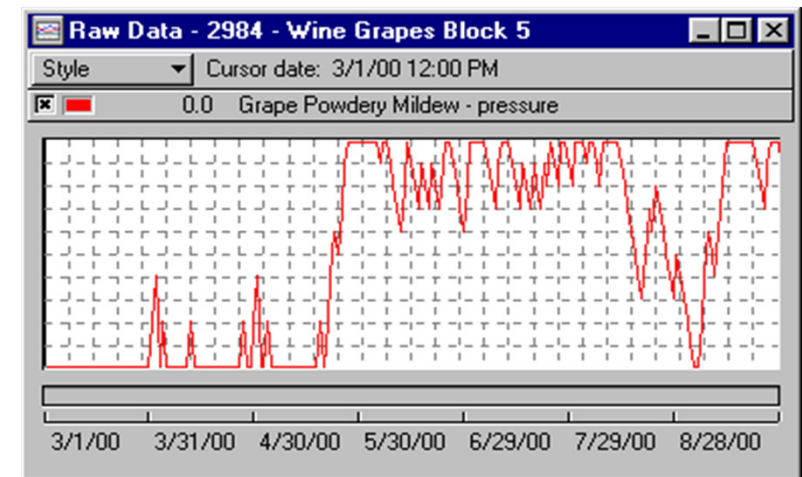 Raw Data - 2984 - Wine Grapes Block 5
Style Cursor date: 3/1/00 12:00 PM
0.0 Grape Powdery Mildew - pressure
3/1/00 3/31/00 4/30/00 5/30/00 6/29/00 7/29/00 8/28/00